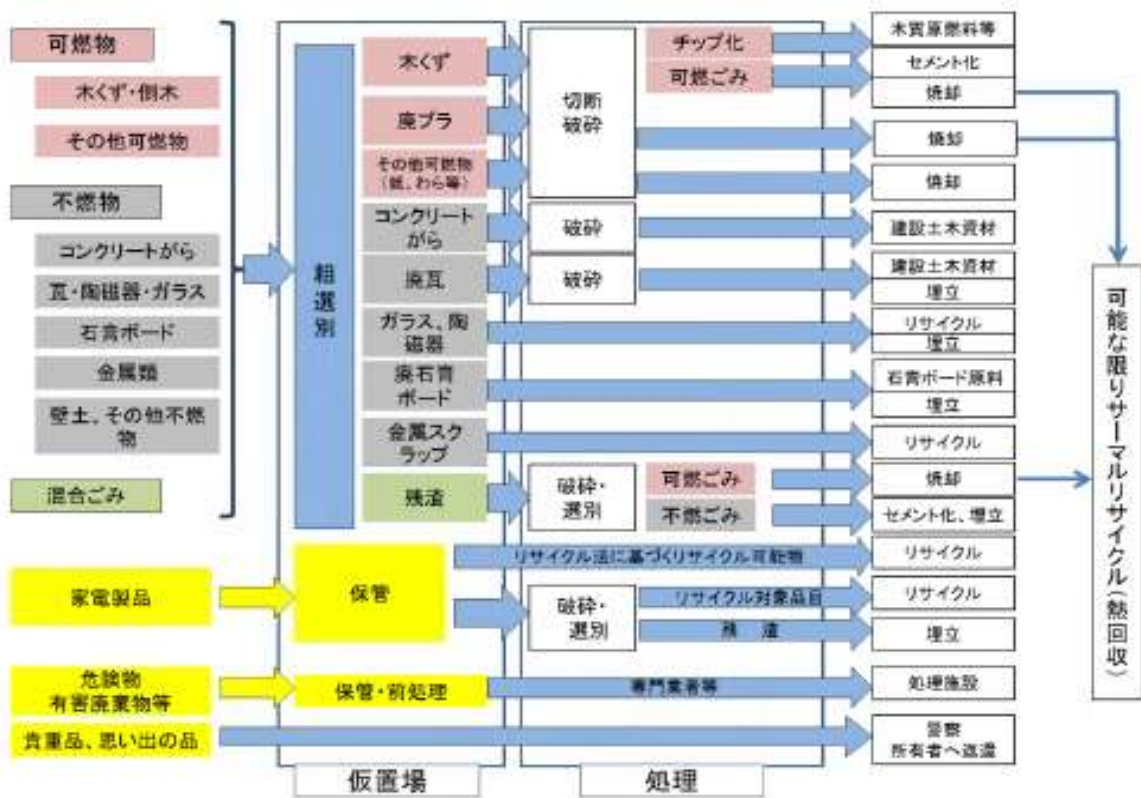 可燃物
木くず・倒木
その他可燃物
不燃物
コンクリートがら
瓦・陶磁器・ガラス
石膏ボード
金属類
壁土、その他不燃
物
混合ごみ
家電製品
危険物
有害廃棄物等
貴重品、思い出の品
粗選別
木くず
廃プラ
その他可燃物
(紙、わら等)
コンクリート
がら
廃瓦
ガラス、陶
磁器
廃石膏
ボード
金属スク
ラップ
残渣
保管
保管・前処理
仮置場
切断
破砕
破砕
破砕
破砕・
選別
破砕・
選別
チップ化
可燃ごみ
可燃ごみ
不燃ごみ
リサイクル法に基づくリサイクル可能物
リサイクル対象品目
残 渣
専門業者等
処理
木質原燃料等
セメント化
焼却
焼却
焼却
建設土木資材
建設土木資材
埋立
リサイクル
埋立
石膏ボード原料
埋立
リサイクル
焼却
セメント化、埋立
リサイクル
リサイクル
埋立
処理施設
警察
所有者へ返還
可能な限りサーマルリサイクル(熱回収)